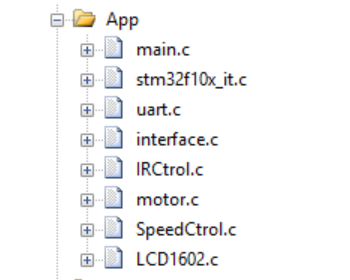 App
main.c
stm32f10x_it.c
uart.c
interface.c
IRCtrol.c
motor.c
SpeedCtrol.c
LCD1602.c